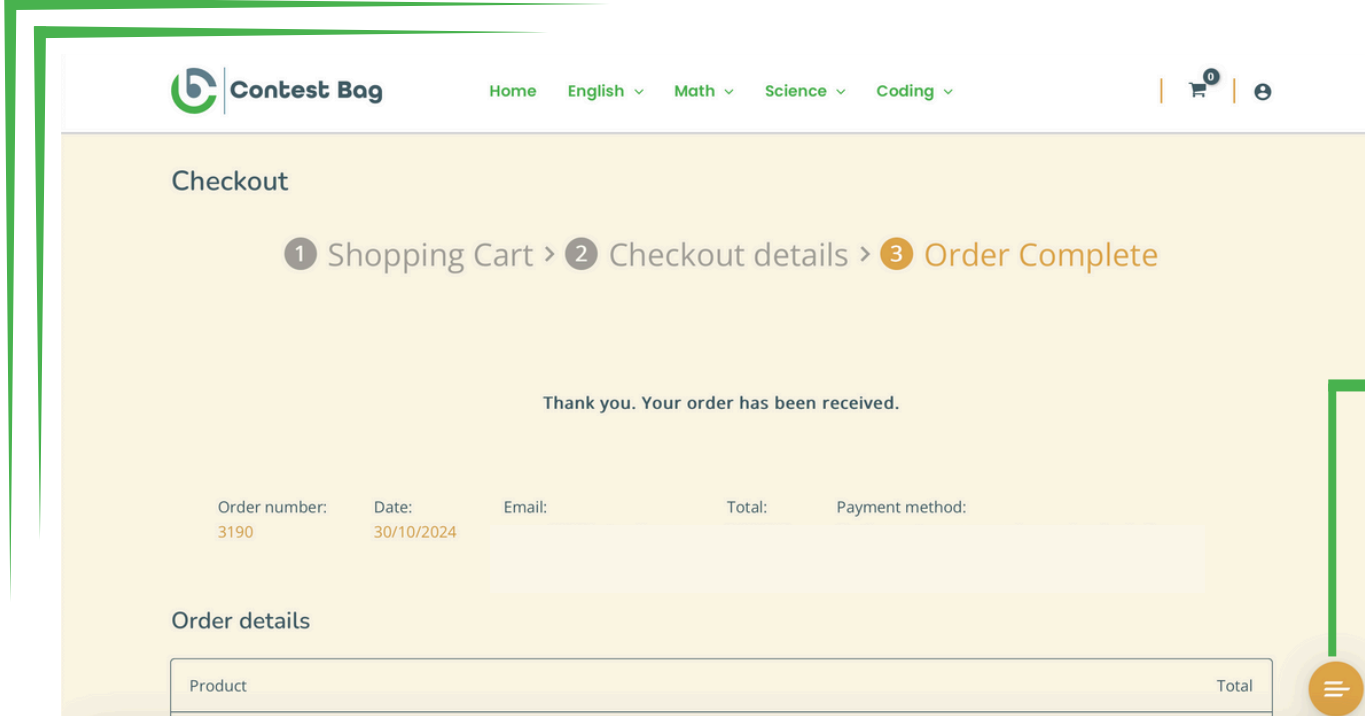 Contest Bag Home English Math Science Coding 0
Checkout
1 Shopping Cart > 2 Checkout details > 3 Order Complete
Thank you. Your order has been received.
Order number: Date: Email: Total: Payment method:
3190 30/10/2024
Order details
Product Total